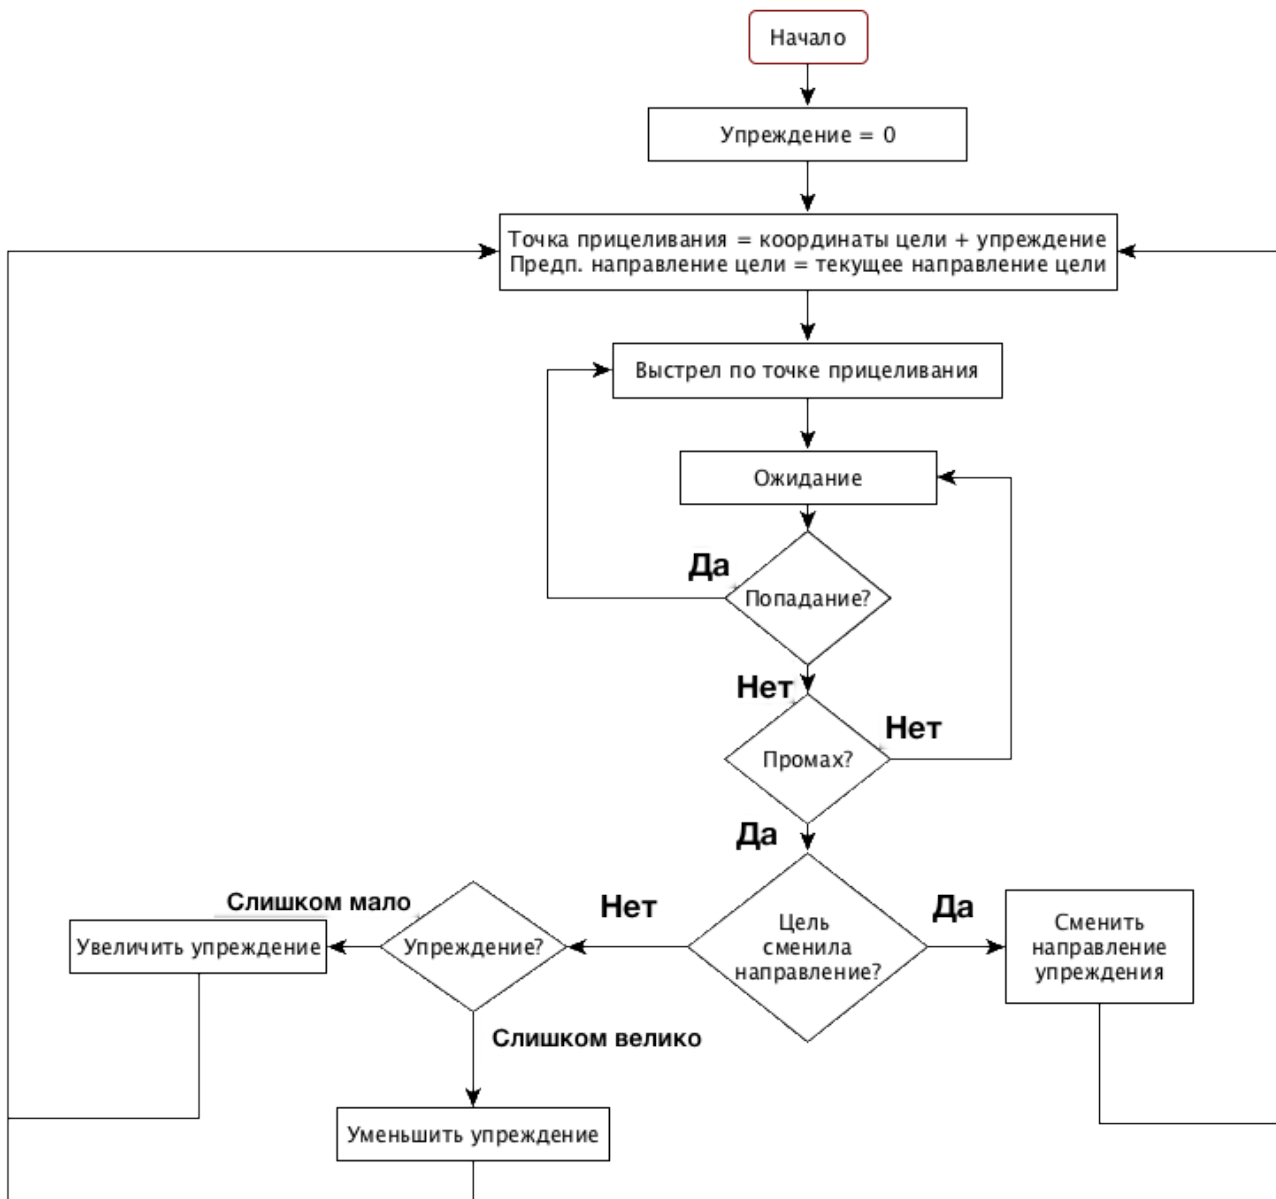 Начало
Упреждение = 0
Точка прицеливания = координаты цели + упреждение
Предп. направление цели = текущее направление цели
Выстрел по точке прицеливания
Ожидание
Да
Попадание?
Нет
Нет
Промах?
Да
Слишком мало
Нет
Да
Увеличить упреждение
Упреждение?
Цель
сменила
направление?
Сменить
направление
упреждения
Слишком велико
Уменьшить упреждение